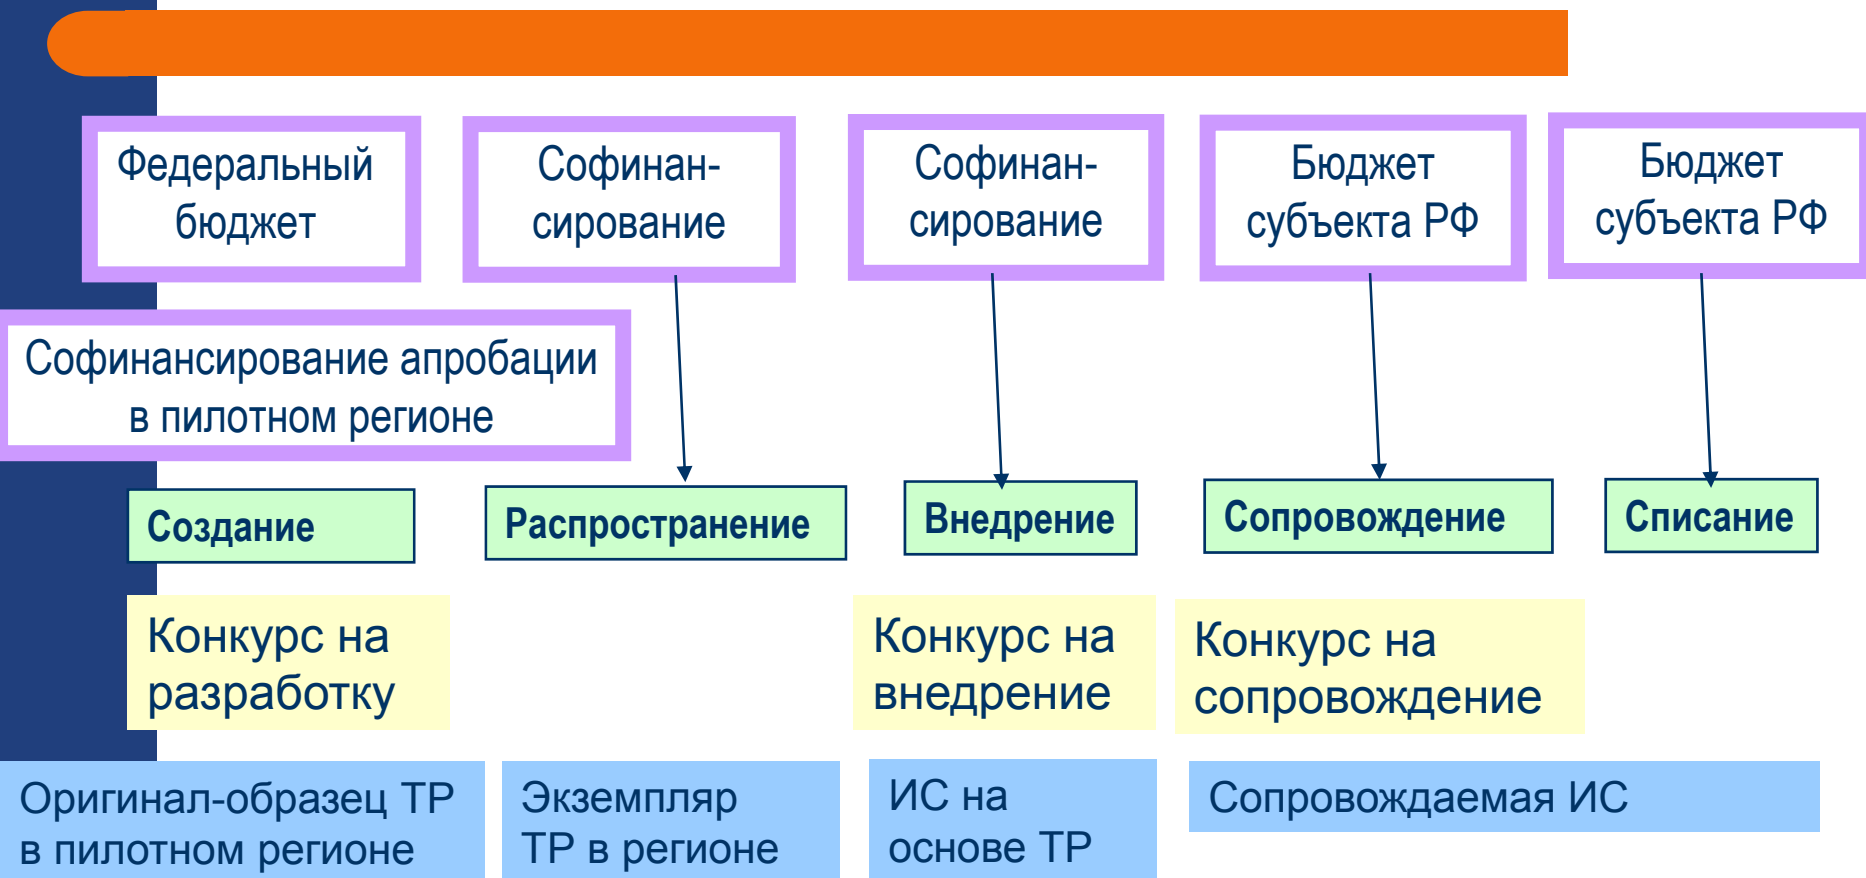 Федеральный
бюджет
Софинан-
сирование
Софинан-
сирование
Бюджет
субъекта РФ
Бюджет
субъекта РФ
Софинансирование апробации
в пилотном регионе
Создание
Распространение
Внедрение
Сопровождение
Списание
Конкурс на
разработку
Конкурс на
внедрение
Конкурс на
сопровождение
Оригинал-образец ТР
в пилотном регионе
Экземпляр
ТР в регионе
ИС на
основе ТР
Сопровождаемая ИС